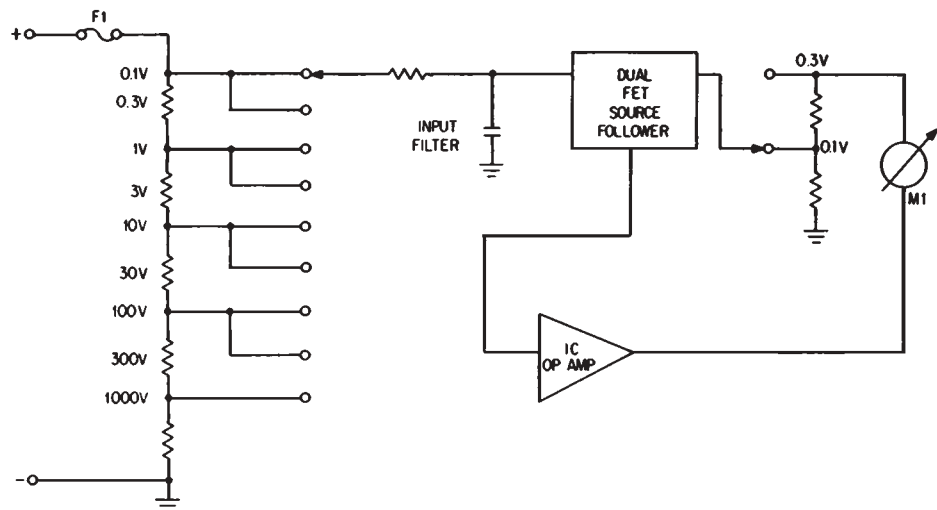 F1
+
0.1V
0.3V
1V
3V
10V
30V
100V
300V
1000V
-
INPUT
FILTER
DUAL
FET
SOURCE
FOLLOWER
0.3V
0.1V
M1
IC
OP AMP